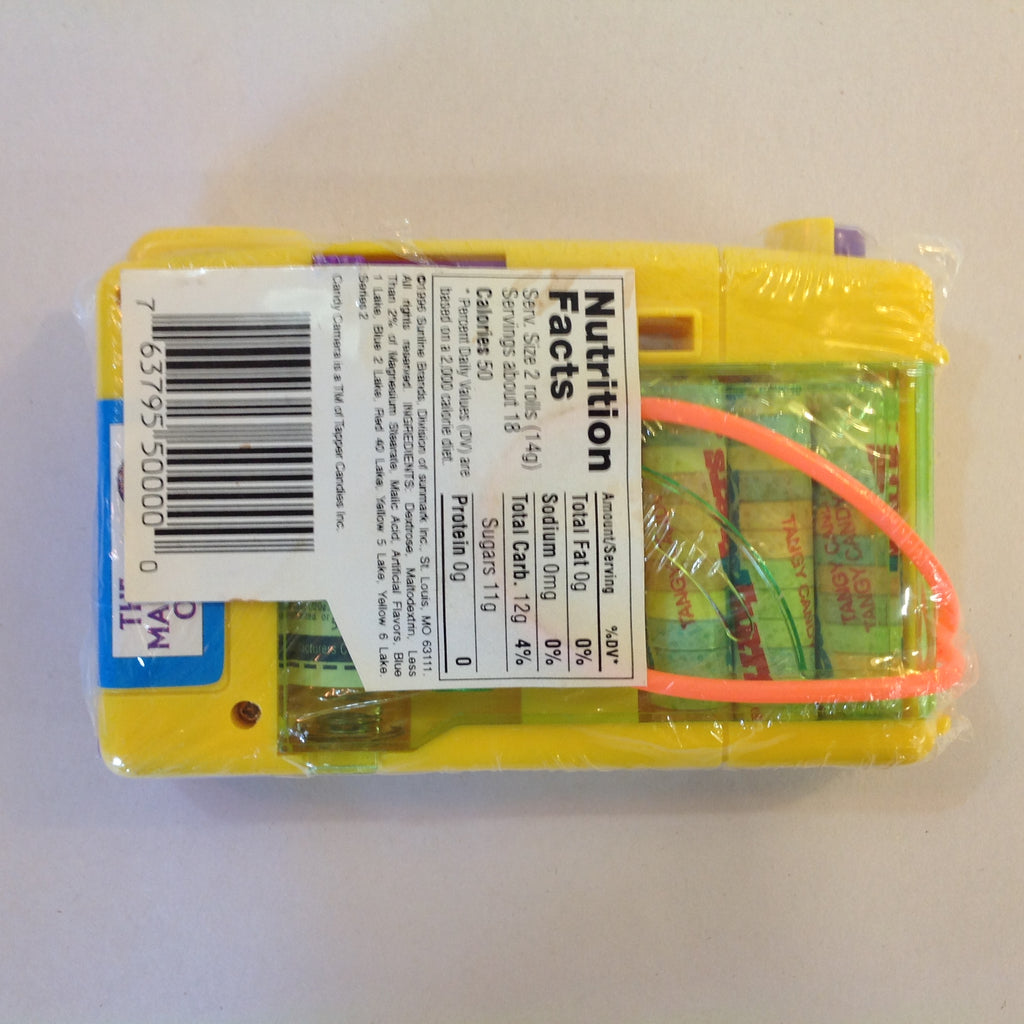 Nutrition
Facts
Serv. Size 2 rolls (14g)
Servings about 18
Calories 50
* Percent Daily Values (DV) are
based on a 2,000 calorie diet.
Amount/Serving %DV*
Total Fat 0g 0%
Sodium 0mg 0%
Total Carb. 12g 4%
Sugars 11g
Protein 0g 0
©1996 Sunline Brands, Division of sunmark Inc., St. Louis, MO 63111.
All rights reserved. INGREDIENTS: Dextrose, Maltodextrin, Less
Than 2% of Magnesium Stearate, Malic Acid, Artificial Flavors, Blue
1 Lake, Blue 2 Lake, Red 40 Lake, Yellow 5 Lake, Yellow 6 Lake.
Series 2
Candy Camera is a TM of Tapper Candies Inc.
7 63795 50000 0
TANGY
TANGY CANDY
TANGY CANDY
TANGY
THE